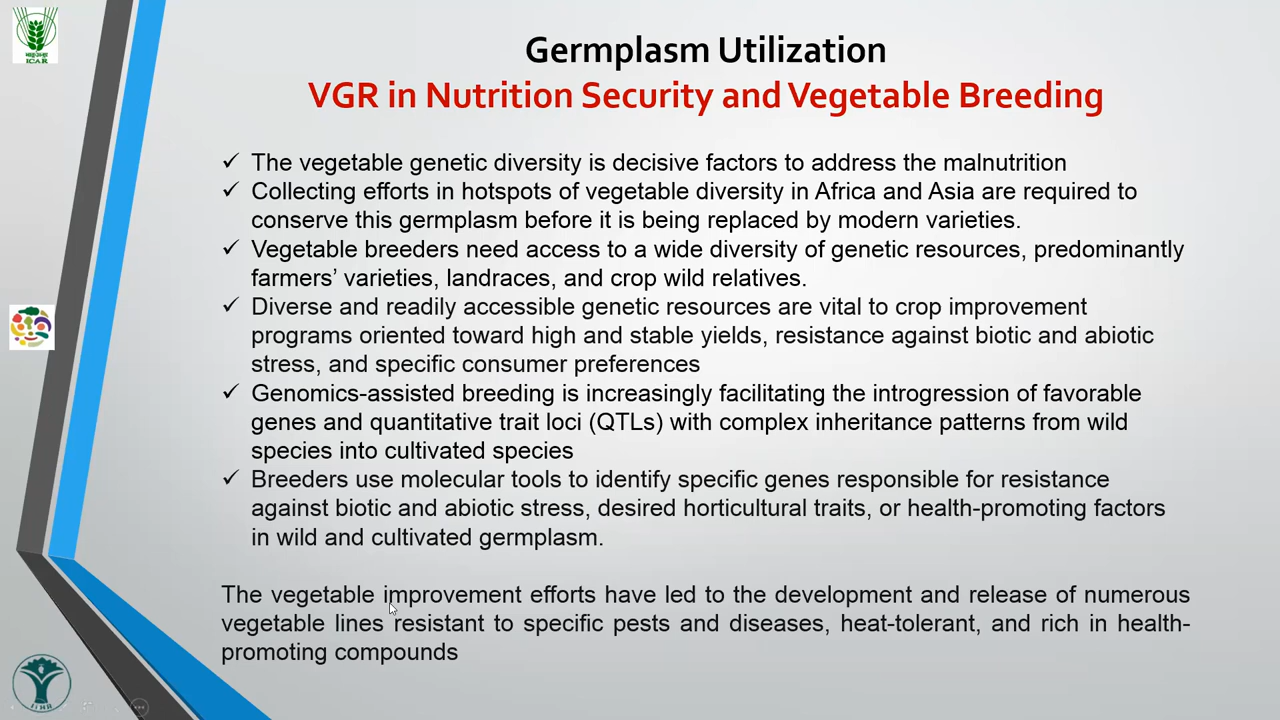 Germplasm Utilization
VGR in Nutrition Security and Vegetable Breeding
✓ The vegetable genetic diversity is decisive factors to address the malnutrition
✓ Collecting efforts in hotspots of vegetable diversity in Africa and Asia are required to
conserve this germplasm before it is being replaced by modern varieties.
✓ Vegetable breeders need access to a wide diversity of genetic resources, predominantly
farmers’ varieties, landraces, and crop wild relatives.
✓ Diverse and readily accessible genetic resources are vital to crop improvement
programs oriented toward high and stable yields, resistance against biotic and abiotic
stress, and specific consumer preferences
✓ Genomics-assisted breeding is increasingly facilitating the introgression of favorable
genes and quantitative trait loci (QTLs) with complex inheritance patterns from wild
species into cultivated species
✓ Breeders use molecular tools to identify specific genes responsible for resistance
against biotic and abiotic stress, desired horticultural traits, or health-promoting factors
in wild and cultivated germplasm.
The vegetable improvement efforts have led to the development and release of numerous
vegetable lines resistant to specific pests and diseases, heat-tolerant, and rich in health-
promoting compounds
ICAR